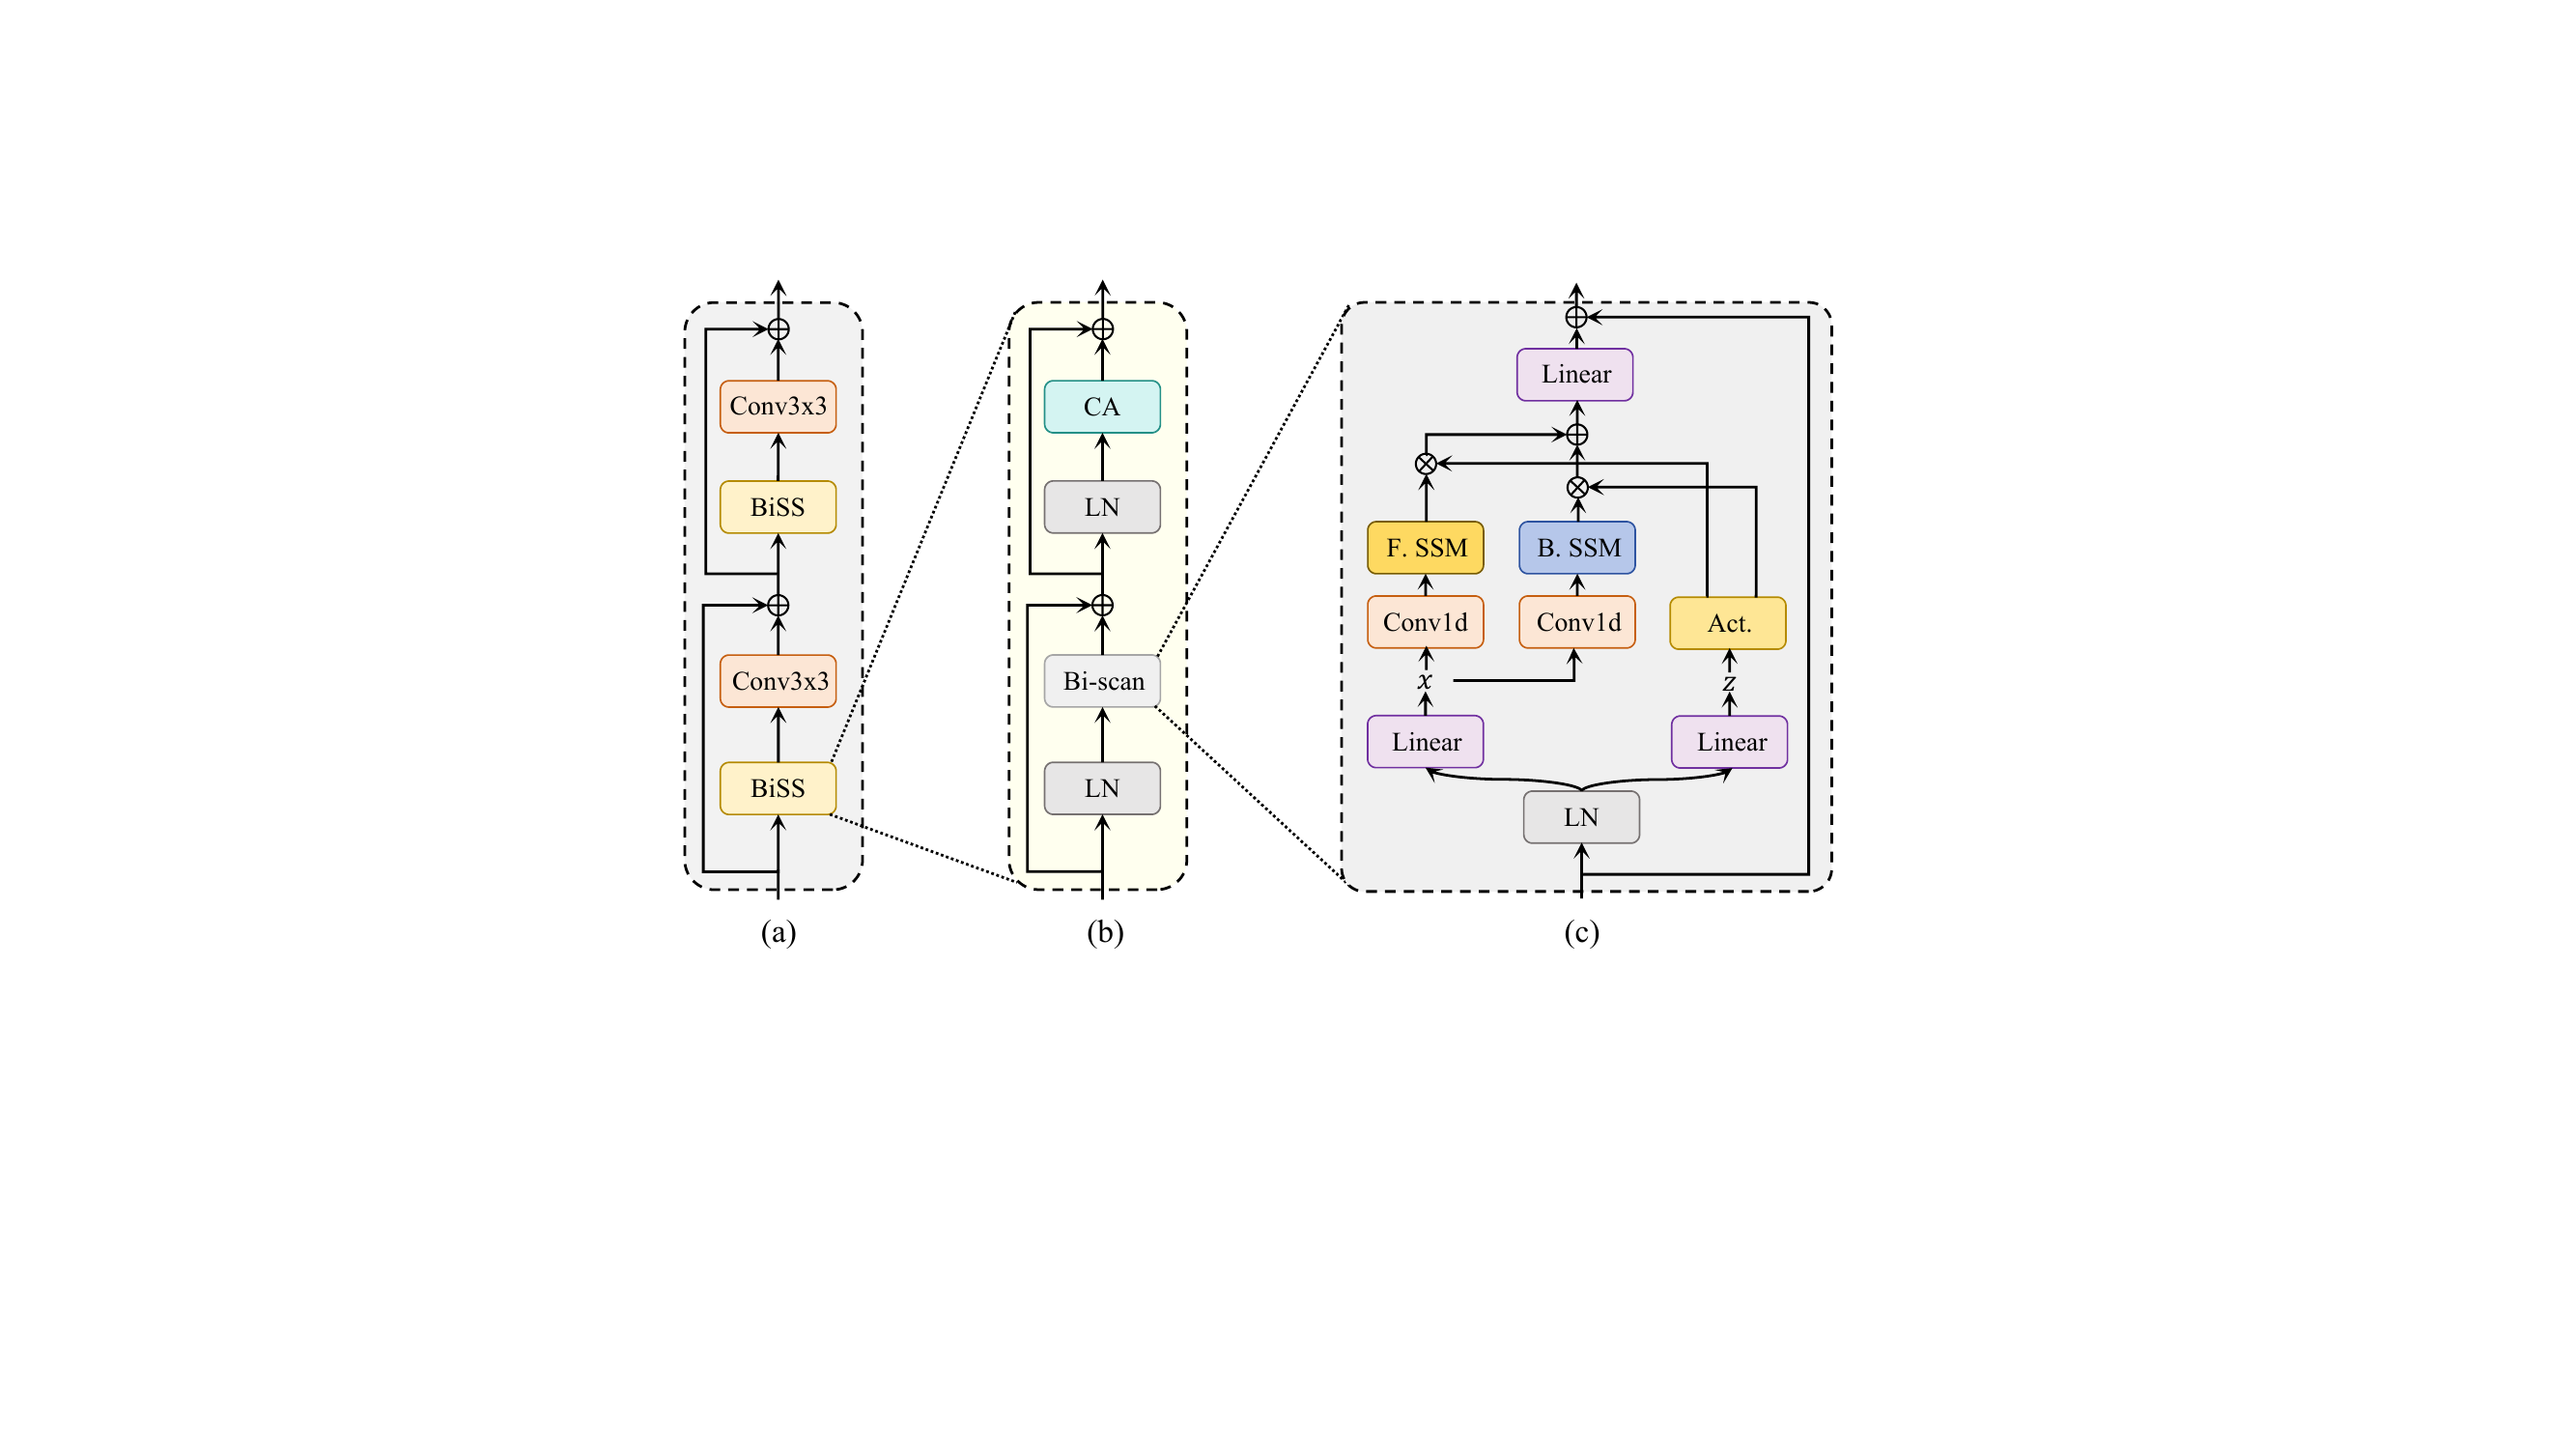 Conv3x3
BiSS
Conv3x3
BiSS
(a)
CA
LN
Bi-scan
LN
(b)
Linear
F. SSM
B. SSM
Conv1d
Conv1d
Act.
x
z
Linear
Linear
LN
(c)